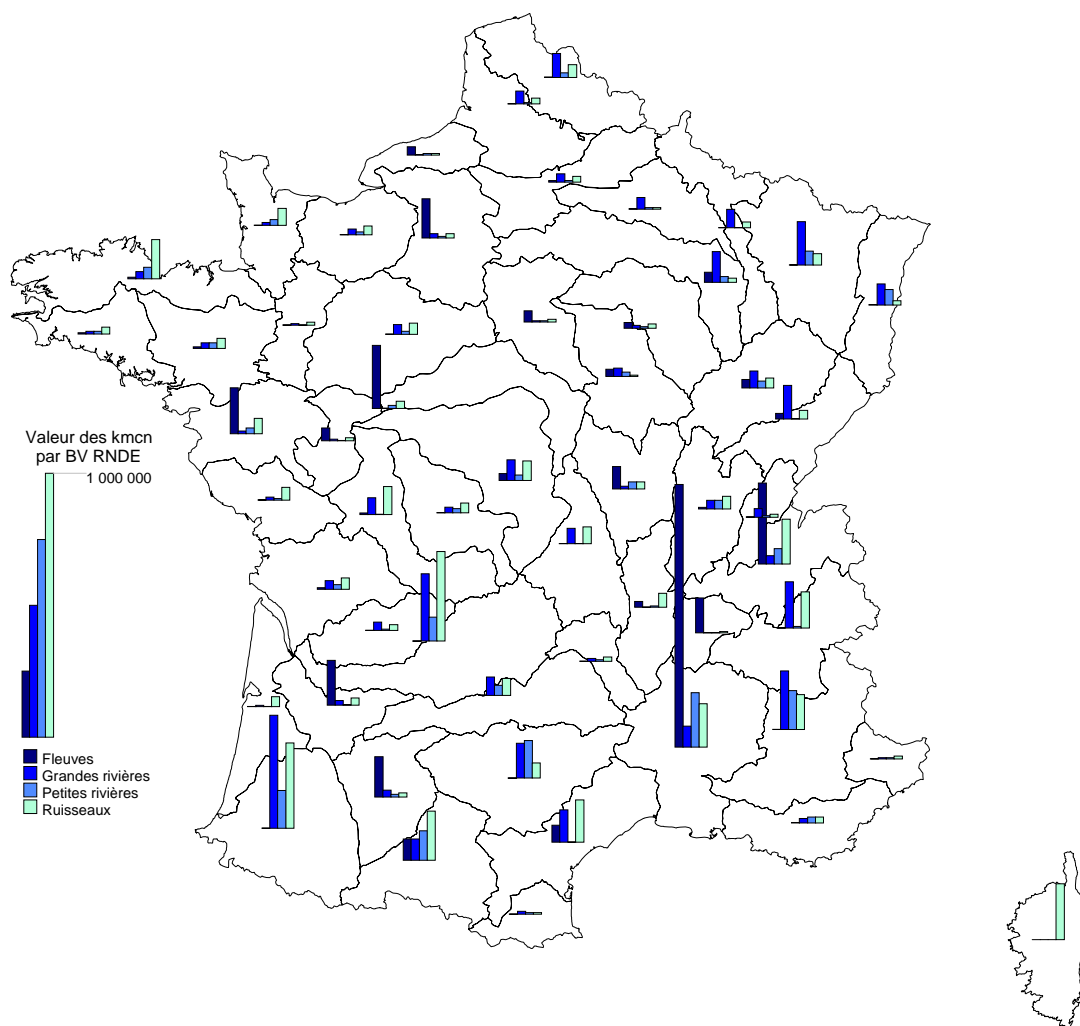 Valeur des kmcn
par BV RNDE
1 000 000
Fleuves
Grandes rivières
Petites rivières
Ruisseaux